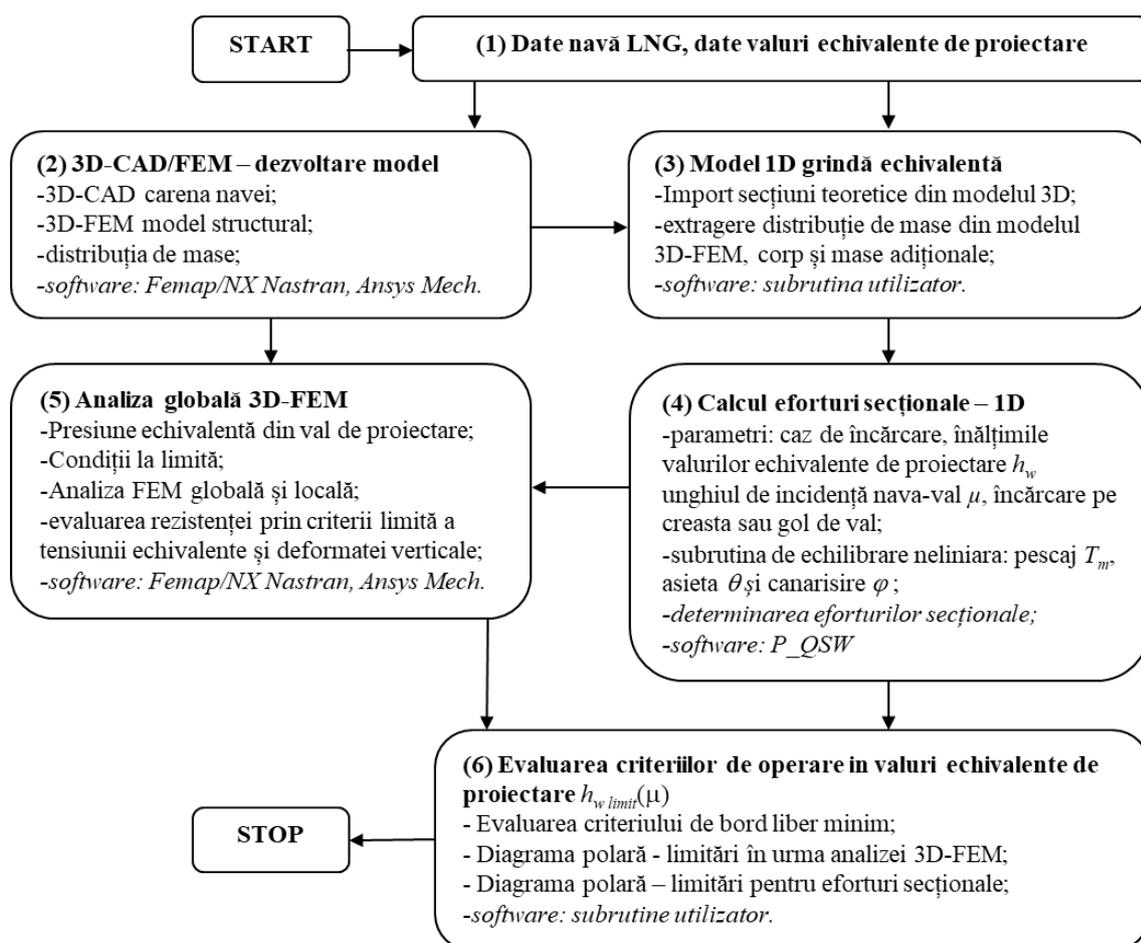 START
(1) Date navă LNG, date valuri echivalente de proiectare
(2) 3D-CAD/FEM – dezvoltare model
-3D-CAD carena navei;
-3D-FEM model structural;
-distribuția de mase;
-software: Femap/NX Nastran, Ansys Mech.
(3) Model 1D grindă echivalentă
-Import secțiuni teoretice din modelul 3D;
-extragere distribuție de mase din modelul
3D-FEM, corp și mase adiționale;
-software: subrutina utilizator.
(5) Analiza globală 3D-FEM
-Presiune echivalentă din val de proiectare;
-Condiții la limită;
-Analiza FEM globală și locală;
-evaluarea rezistenței prin criterii limită a
tensiunii echivalente și deformatei verticale;
-software: Femap/NX Nastran, Ansys Mech.
(4) Calcul eforturi secționale – 1D
-parametri: caz de încărcare, înălțimile
valurilor echivalente de proiectare h_w
unghiul de incidență nava-val μ, încărcare pe
creasta sau gol de val;
-subrutina de echilibrare neliniara: pescaj T_m,
asieta θ și canarisire φ;
-determinarea eforturilor secționale;
-software: P_QSW
(6) Evaluarea criteriilor de operare in valuri echivalente de
proiectare h_w limit(μ)
- Evaluarea criteriului de bord liber minim;
- Diagrama polară - limitări în urma analizei 3D-FEM;
- Diagrama polară – limitări pentru eforturi secționale;
-software: subrutine utilizator.
STOP